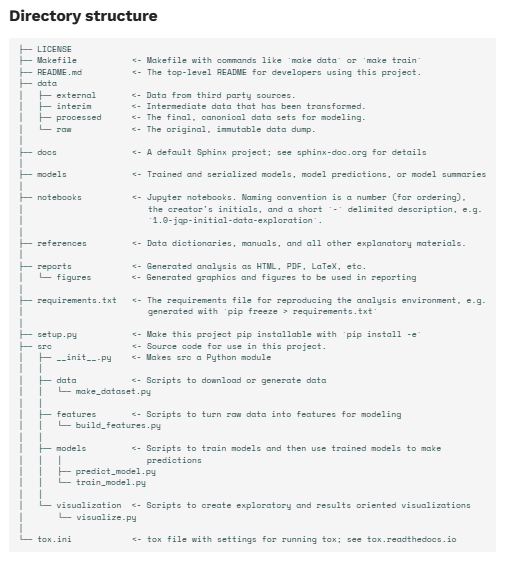 Directory structure
├── LICENSE
├── Makefile           <- Makefile with commands like `make data` or `make train`
├── README.md          <- The top-level README for developers using this project.
├── data
│   ├── external       <- Data from third party sources.
│   ├── interim        <- Intermediate data that has been transformed.
│   ├── processed      <- The final, canonical data sets for modeling.
│   └── raw            <- The original, immutable data dump.
│
├── docs               <- A default Sphinx project; see sphinx-doc.org for details
│
├── models             <- Trained and serialized models, model predictions, or model summaries
│
├── notebooks          <- Jupyter notebooks. Naming convention is a number (for ordering),
│                         the creator's initials, and a short `-` delimited description, e.g.
│                         `1.0-jqp-initial-data-exploration`.
│
├── references         <- Data dictionaries, manuals, and all other explanatory materials.
│
├── reports            <- Generated analysis as HTML, PDF, LaTeX, etc.
│   └── figures        <- Generated graphics and figures to be used in reporting
│
├── requirements.txt   <- The requirements file for reproducing the analysis environment, e.g.
│                         generated with `pip freeze > requirements.txt`
│
├── setup.py           <- Make this project pip installable with `pip install -e`
├── src                <- Source code for use in this project.
│   ├── __init__.py    <- Makes src a Python module
│   │
│   ├── data           <- Scripts to download or generate data
│   │   └── make_dataset.py
│   │
│   ├── features       <- Scripts to turn raw data into features for modeling
│   │   └── build_features.py
│   │
│   ├── models         <- Scripts to train models and then use trained models to make
│   │   │                 predictions
│   │   ├── predict_model.py
│   │   └── train_model.py
│   │
│   └── visualization  <- Scripts to create exploratory and results oriented visualizations
│       └── visualize.py
│
└── tox.ini            <- tox file with settings for running tox; see tox.readthedocs.io